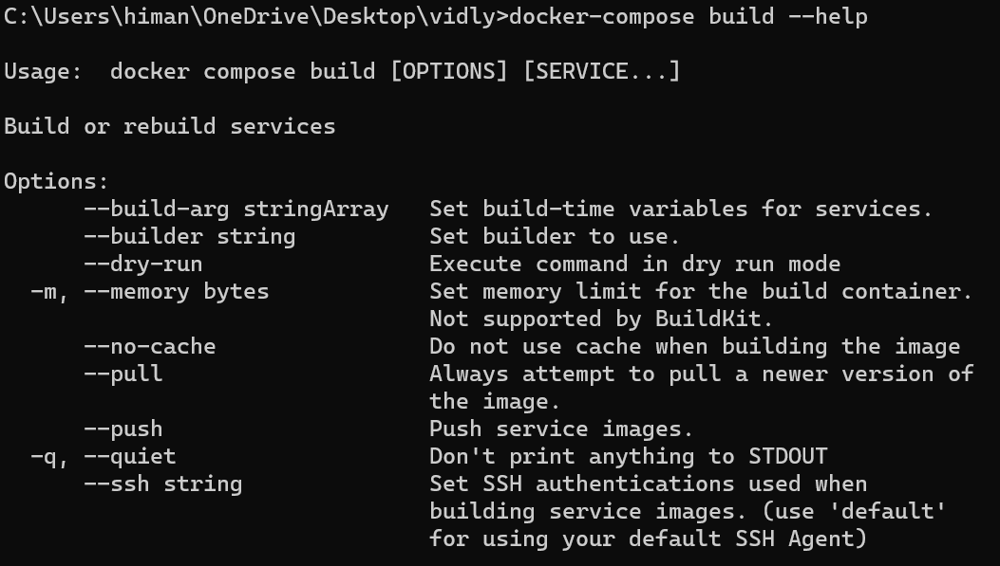 C:\Users\himan\OneDrive\Desktop\vidly>docker-compose build --help
Usage:  docker compose build [OPTIONS] [SERVICE...]
Build or rebuild services
Options:
      --build-arg stringArray   Set build-time variables for services.
      --builder string          Set builder to use.
      --dry-run                 Execute command in dry run mode
  -m, --memory bytes            Set memory limit for the build container.
                                Not supported by BuildKit.
      --no-cache                Do not use cache when building the image
      --pull                    Always attempt to pull a newer version of
                                the image.
      --push                    Push service images.
  -q, --quiet                   Don't print anything to STDOUT
      --ssh string              Set SSH authentications used when
                                building service images. (use 'default'
                                for using your default SSH Agent)